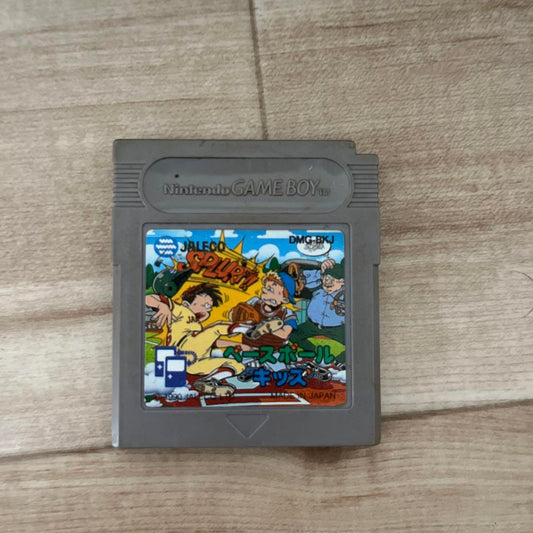 Nintendo GAME BOY TM
JALECO
DMG-BKJ
SPLURT!
ベースボール
キッズ
MADE IN JAPAN